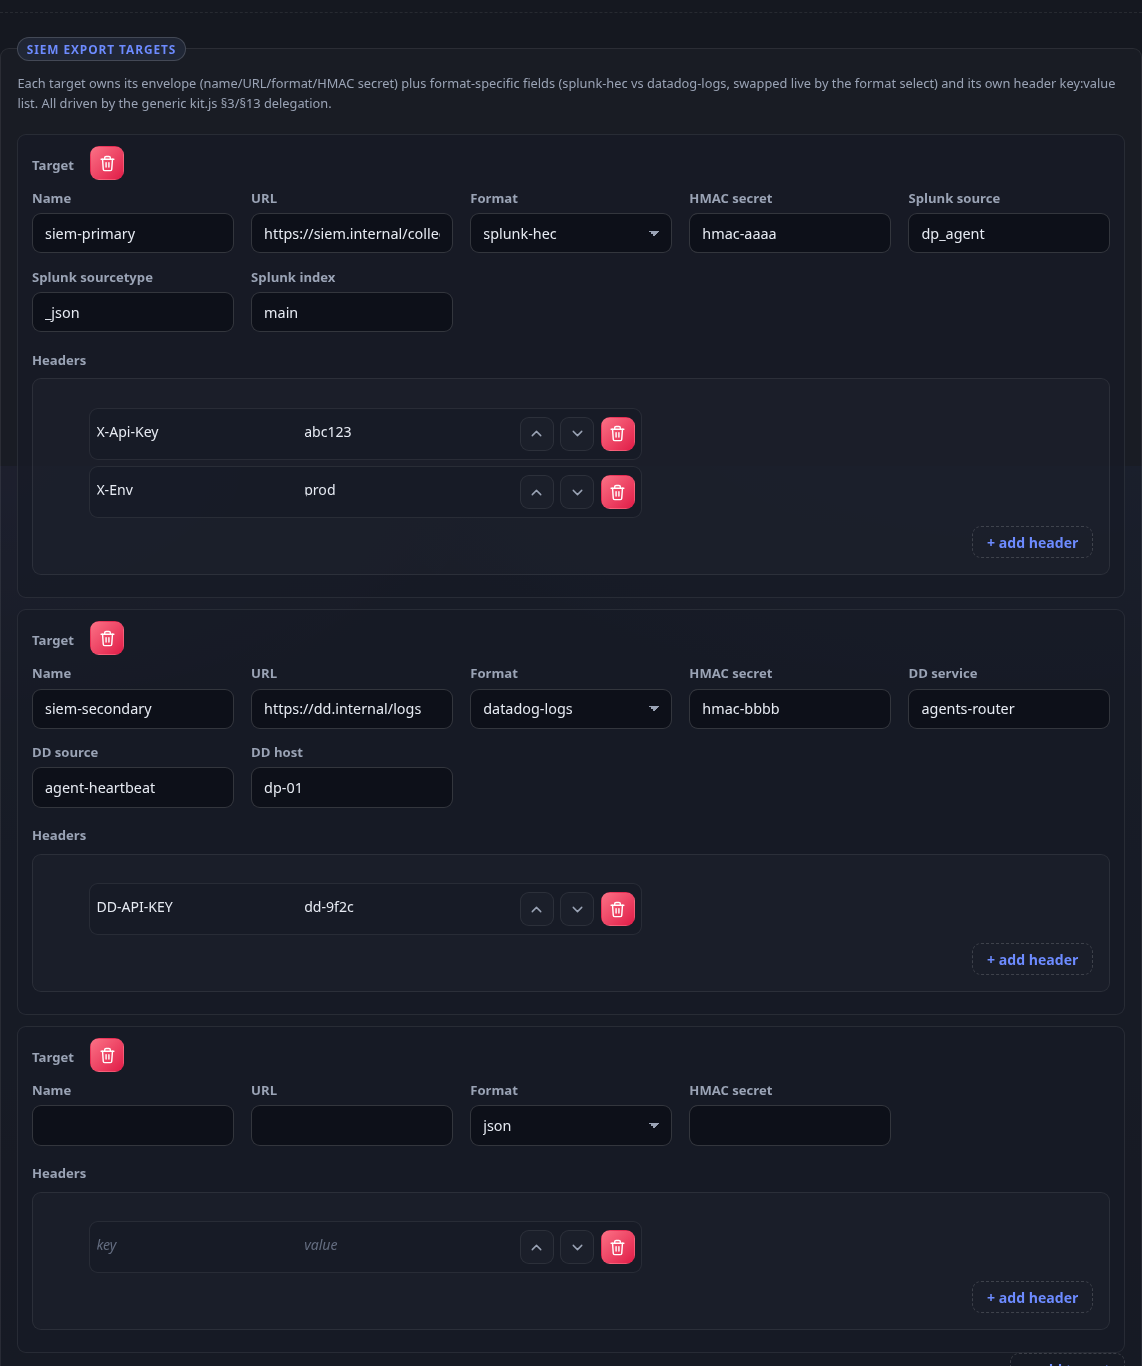 SIEM EXPORT TARGETS
Each target owns its envelope (name/URL/format/HMAC secret) plus format-specific fields (splunk-hec vs datadog-logs, swapped live by the format select) and its own header key:value
list. All driven by the generic kit.js §3/§13 delegation.
Target
Name URL Format HMAC secret Splunk source
siem-primary https://siem.internal/colle splunk-hec hmac-aaaa dp_agent
Splunk sourcetype Splunk index
_json main
Headers
X-Api-Key abc123
X-Env prod
+ add header
Target
Name URL Format HMAC secret DD service
siem-secondary https://dd.internal/logs datadog-logs hmac-bbbb agents-router
DD source DD host
agent-heartbeat dp-01
Headers
DD-API-KEY dd-9f2c
+ add header
Target
Name URL Format HMAC secret
json
Headers
key value
+ add header